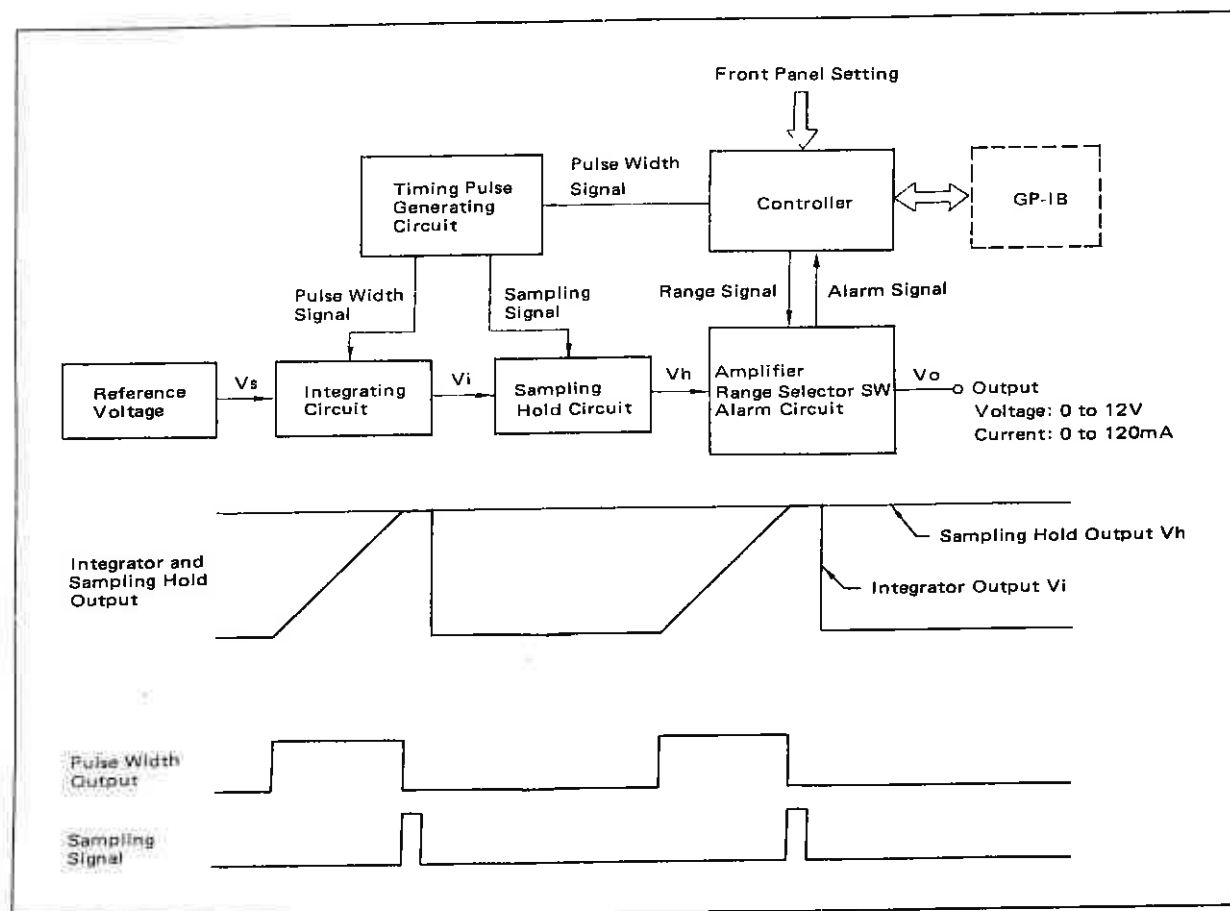 Front Panel Setting
Timing Pulse
Generating
Circuit
Pulse Width
Signal
Controller
GP-IB
Pulse Width
Signal
Sampling
Signal
Range Signal
Alarm Signal
Reference
Voltage
Vs
Integrating
Circuit
Vi
Sampling
Hold Circuit
Vh
Amplifier
Range Selector SW
Alarm Circuit
Vo
Output
Voltage: 0 to 12V
Current: 0 to 120mA
Integrator and
Sampling Hold
Output
Sampling Hold Output Vh
Integrator Output Vi
Pulse Width
Output
Sampling
Signal